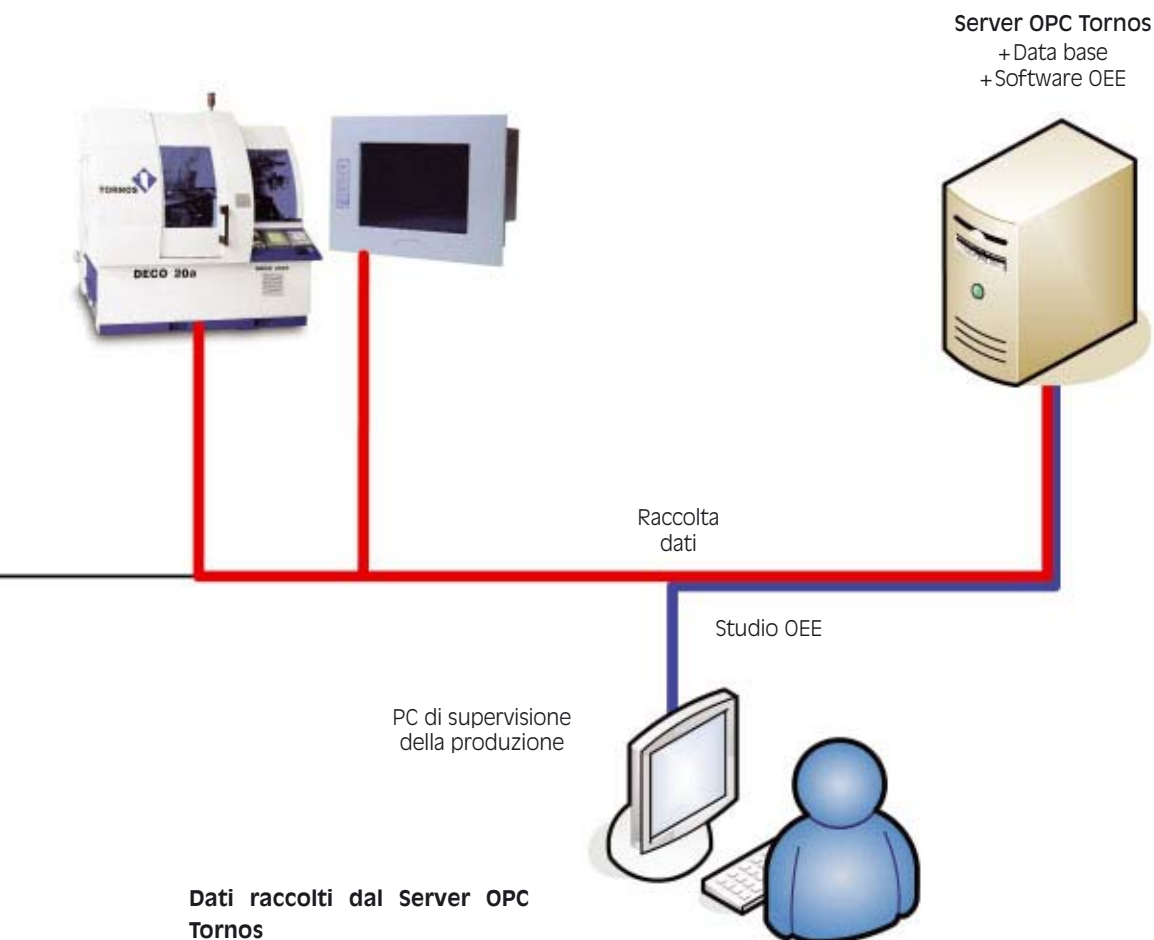 Server OPC Tornos
+Data base
+Software OEE
TORNOS
DECO 20a
Raccolta
dati
Studio OEE
PC di supervisione
della produzione
Dati raccolti dal Server OPC
Tornos